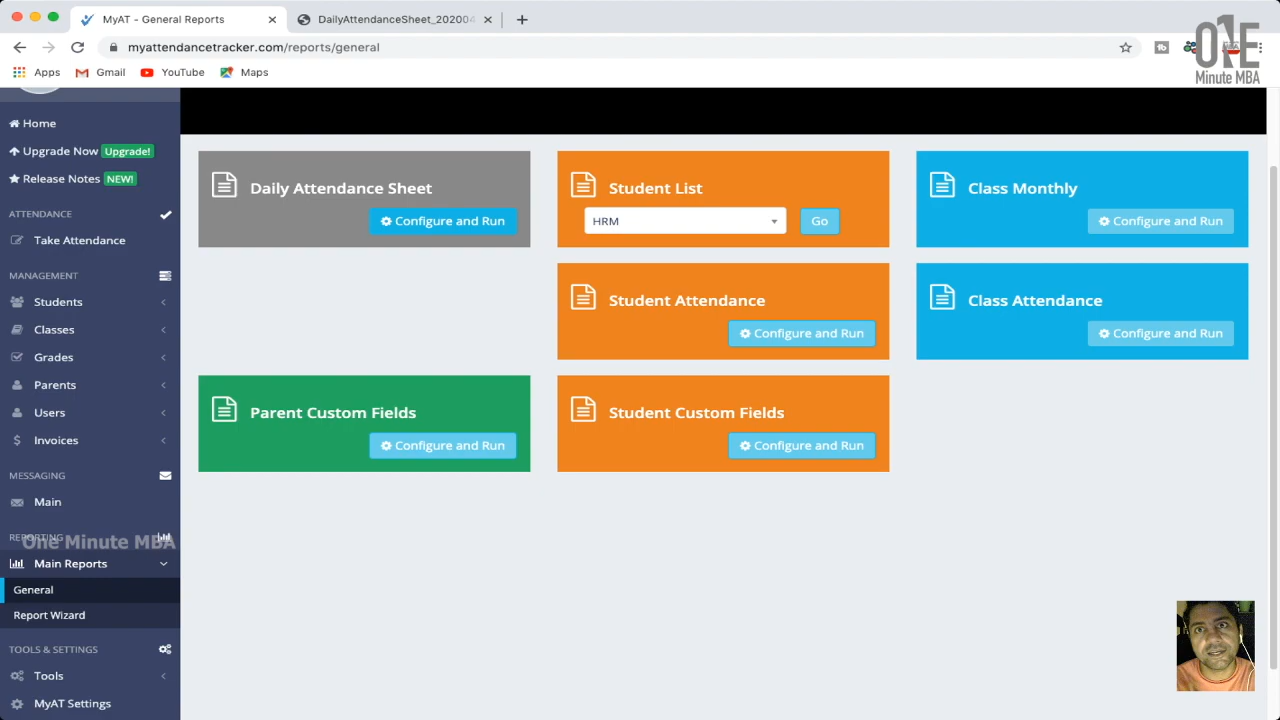 MyAT - General Reports
DailyAttendanceSheet_20200
myattendancetracker.com/reports/general
Apps
Gmail
YouTube
Maps
O1E
Minute MBA
Home
Upgrade Now Upgrade!
Release Notes NEW!
ATTENDANCE
Take Attendance
MANAGEMENT
Students
Classes
Grades
Parents
Users
Invoices
MESSAGING
Main
REPORTING
One Minute MBA
Main Reports
General
Report Wizard
TOOLS & SETTINGS
Tools
MyAT Settings
Daily Attendance Sheet
Configure and Run
Student List
HRM
Go
Class Monthly
Configure and Run
Student Attendance
Configure and Run
Class Attendance
Configure and Run
Parent Custom Fields
Configure and Run
Student Custom Fields
Configure and Run